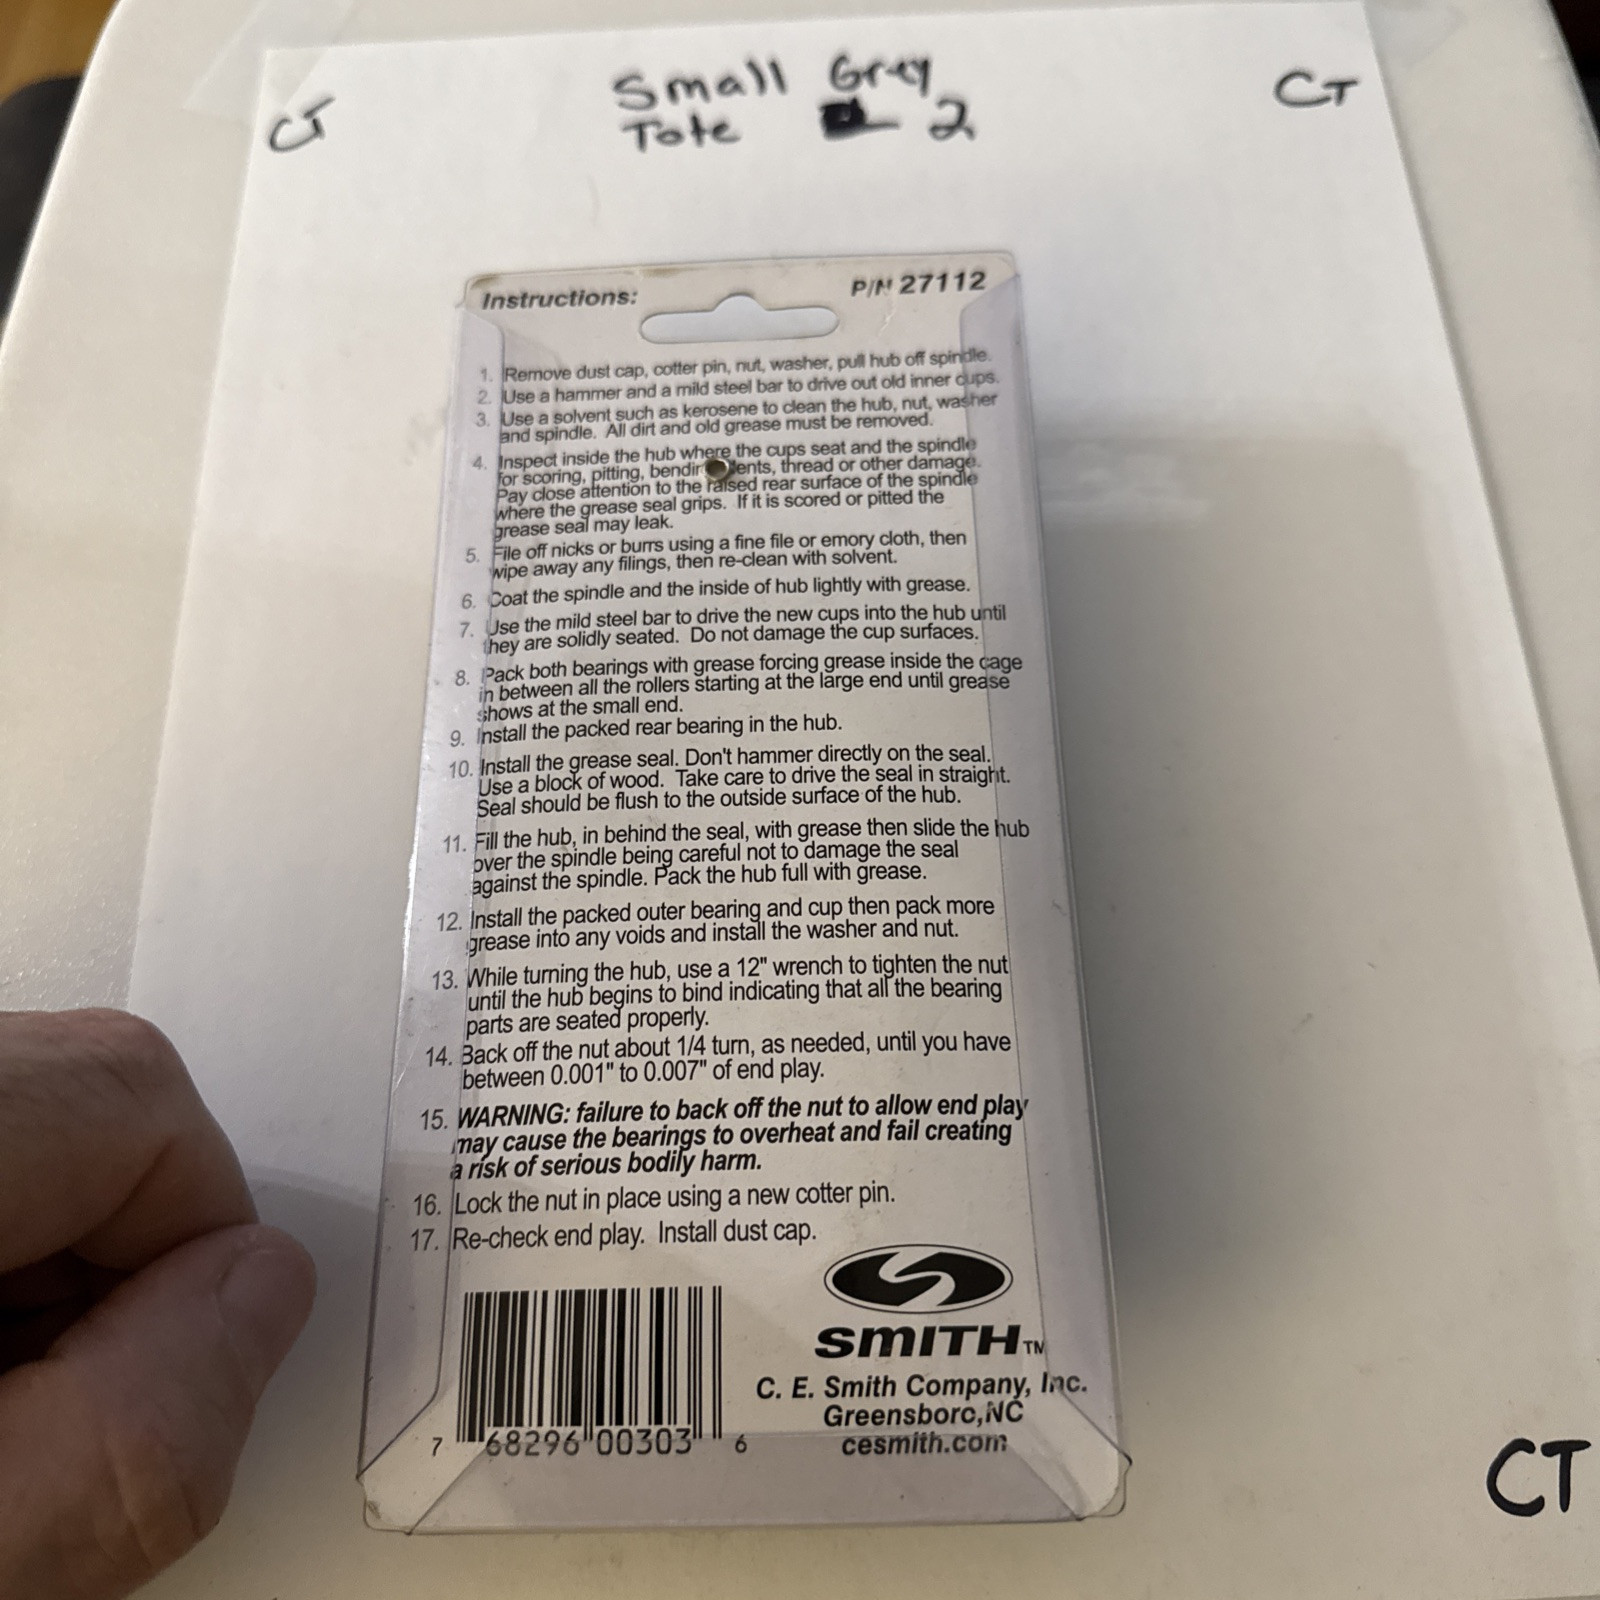 Small Grey
CT
CT
Tote 2
Instructions:
P/N 27112
1. Remove dust cap, cotter pin, nut, washer, pull hub off spindle.
2. Use a hammer and a mild steel bar to drive out old inner cups.
3. Use a solvent such as kerosene to clean the hub, nut, washer
and spindle. All dirt and old grease must be removed.
4. Inspect inside the hub where the cups seat and the spindle
for scoring, pitting, thread or other damage.
Pay close attention to the raised rear surface of the spindle
where the grease seal grips. If it is scored or pitted the
grease seal may leak.
5. File off nicks or burrs using a fine file or emory cloth, then
wipe away any filings, then re-clean with solvent.
6. Coat the spindle and the inside of hub lightly with grease.
7. Use the mild steel bar to drive the new cups into the hub until
they are solidly seated. Do not damage the cup surfaces.
8. Pack both bearings with grease forcing grease inside the cage
in between all the rollers starting at the large end until grease
shows at the small end.
9. Install the packed rear bearing in the hub.
10. Install the grease seal. Don't hammer directly on the seal.
Use a block of wood. Take care to drive the seal in straight.
Seal should be flush to the outside surface of the hub.
11. Fill the hub, in behind the seal, with grease then slide the hub
over the spindle being careful not to damage the seal
against the spindle. Pack the hub full with grease.
12. Install the packed outer bearing and cup then pack more
grease into any voids and install the washer and nut.
13. While turning the hub, use a 12" wrench to tighten the nut
until the hub begins to bind indicating that all the bearing
parts are seated properly.
14. Back off the nut about 1/4 turn, as needed, until you have
between 0.001" to 0.007" of end play.
15. WARNING: failure to back off the nut to allow end play
may cause the bearings to overheat and fail creating
a risk of serious bodily harm.
16. Lock the nut in place using a new cotter pin.
17. Re-check end play. Install dust cap.
SMITH TM
C. E. Smith Company, Inc.
Greensboro,NC
cesmith.com
7 68296 00303 6
CT